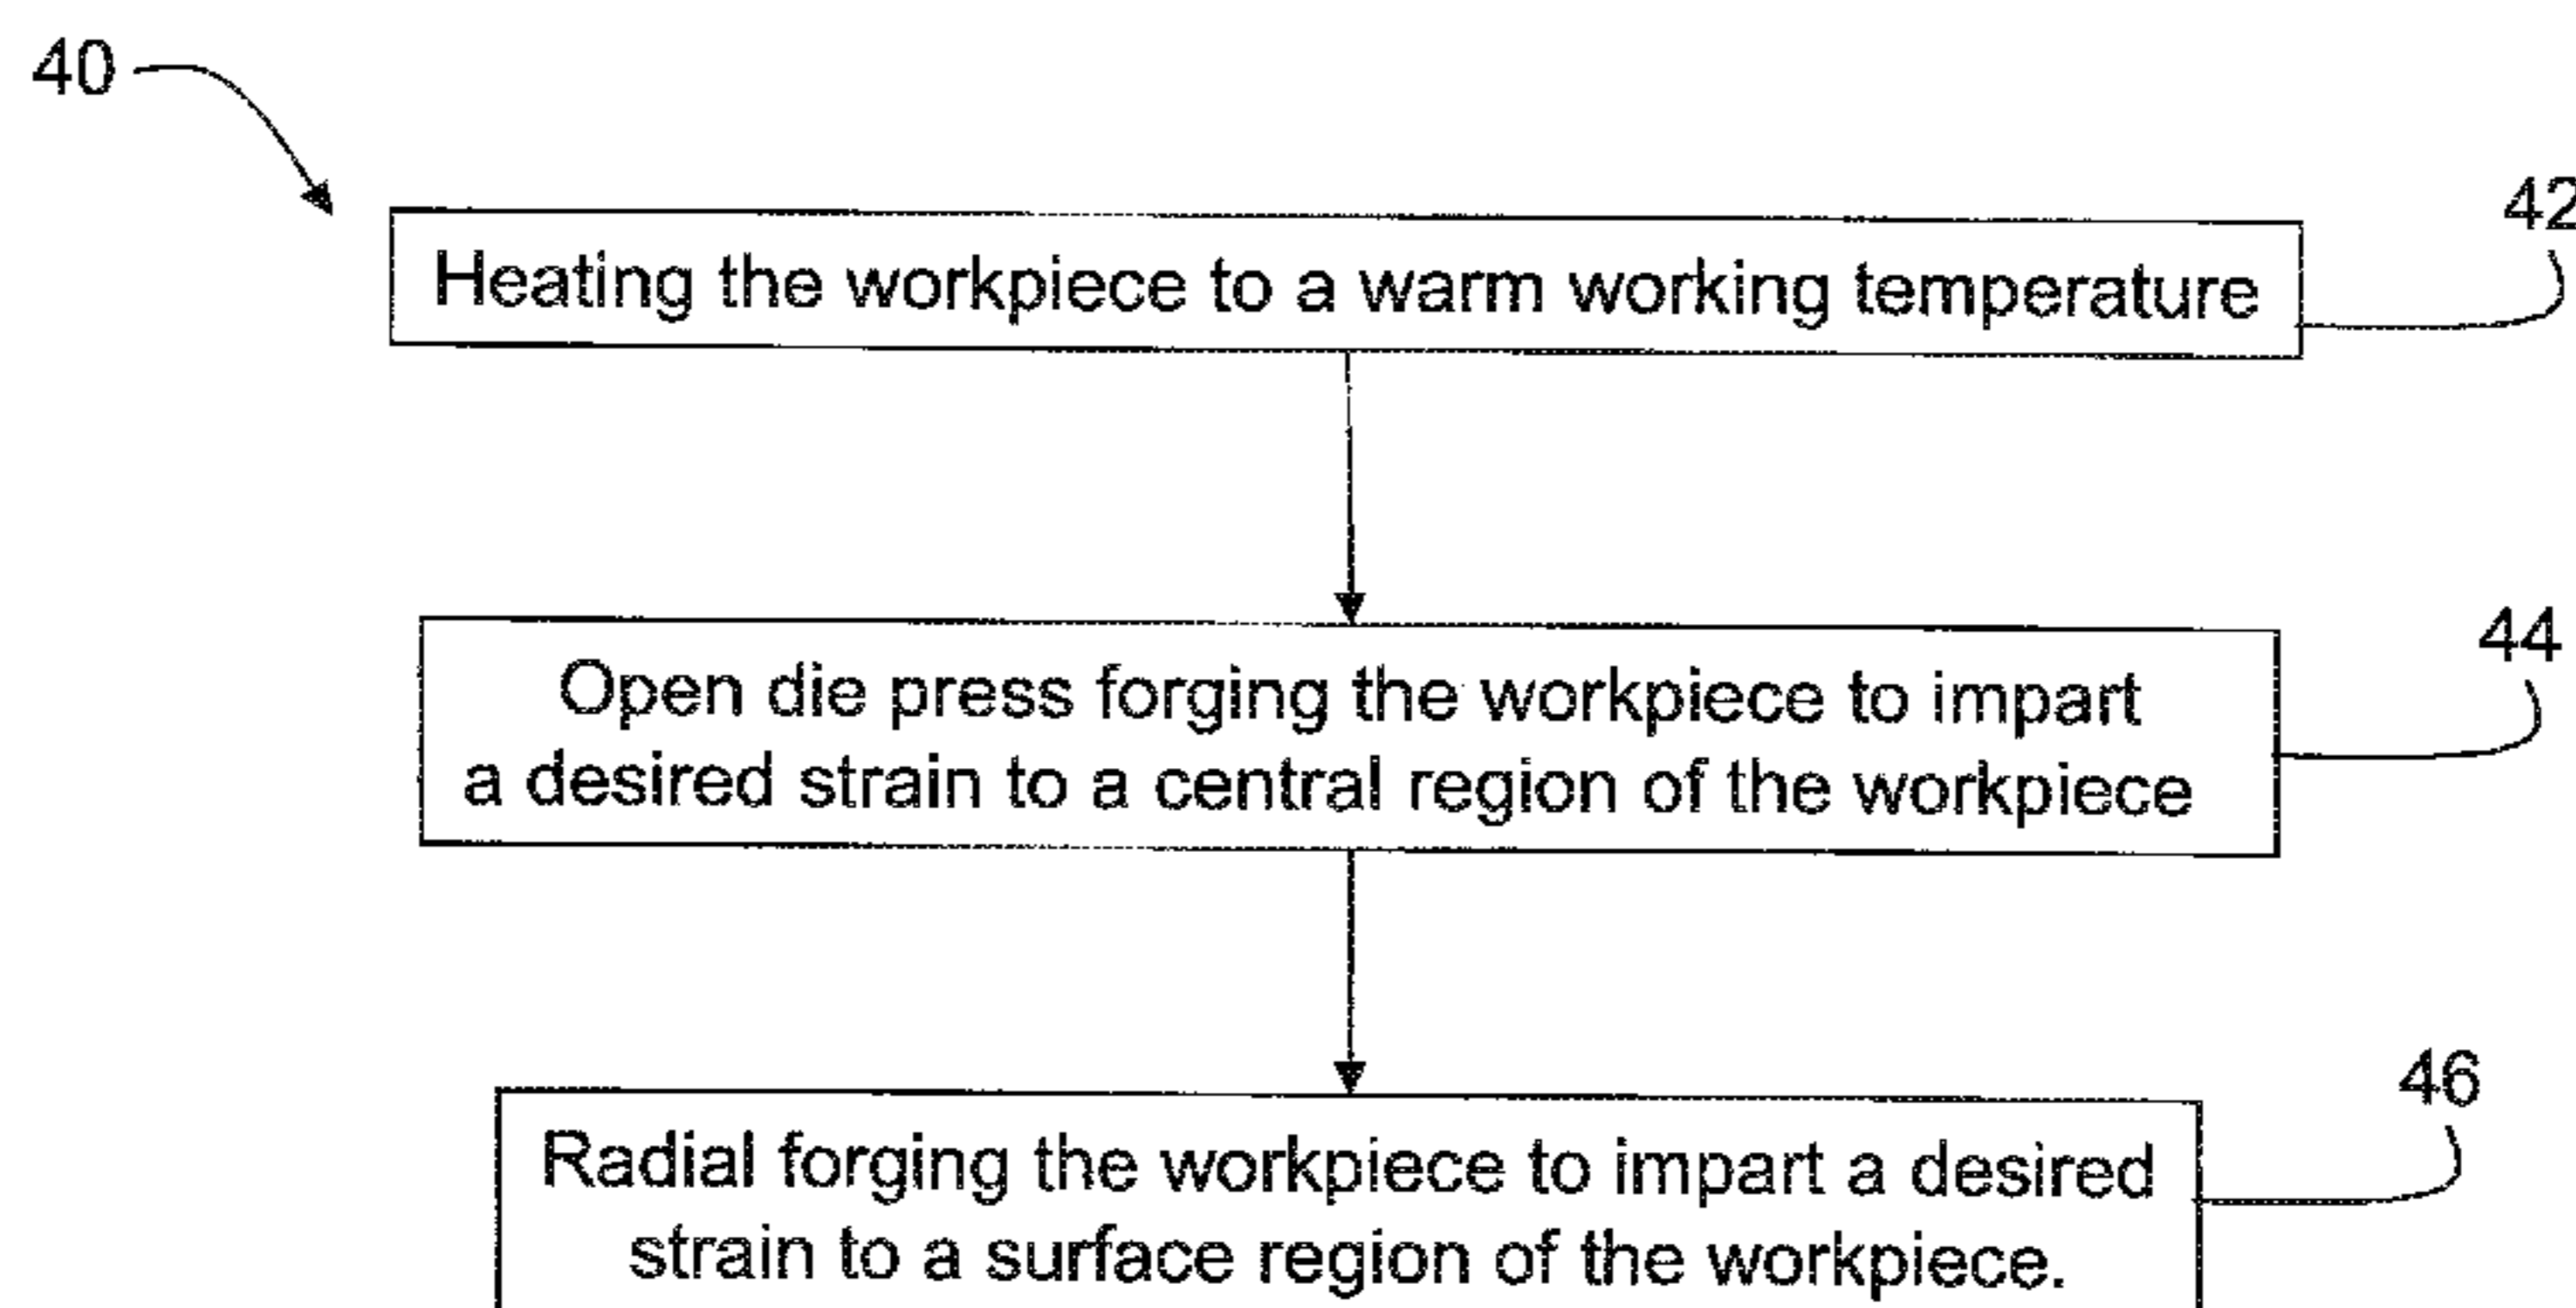 40
42
Heating the workpiece to a warm working temperature
44
Open die press forging the workpiece to impart
a desired strain to a central region of the workpiece
46
Radial forging the workpiece to impart a desired
strain to a surface region of the workpiece.